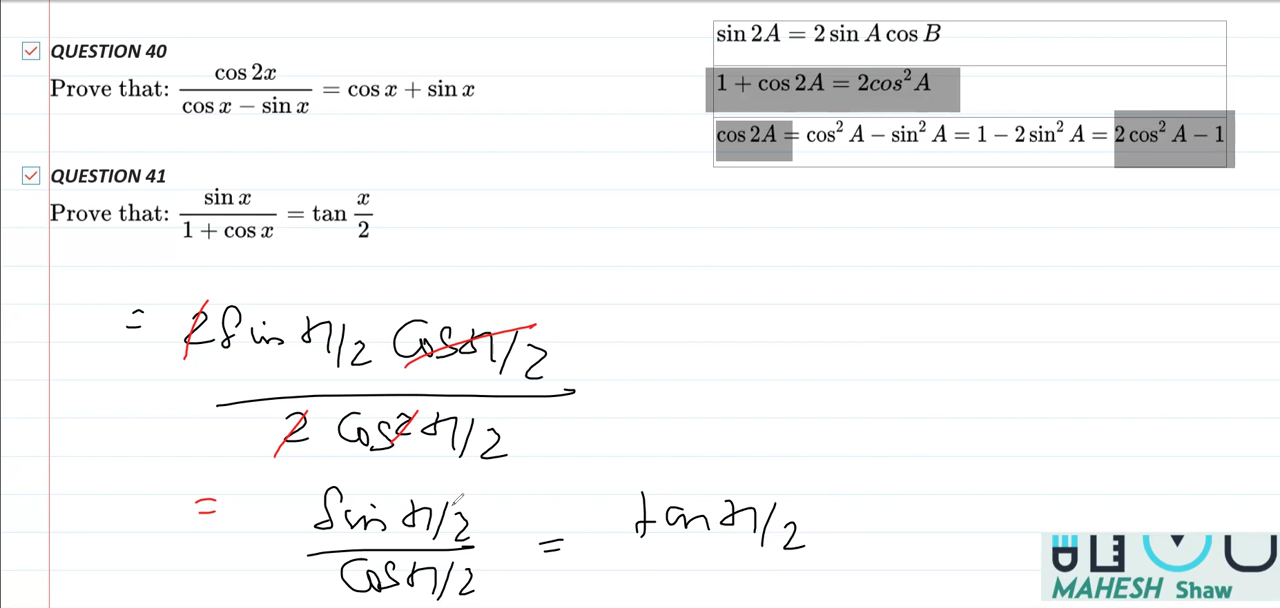 QUESTION 40
Prove that: cos 2x / (cos x − sin x) = cos x + sin x
QUESTION 41
Prove that: sin x / (1 + cos x) = tan x/2
sin 2A = 2 sin A cos B
1 + cos 2A = 2cos² A
cos 2A = cos² A − sin² A = 1 − 2 sin² A = 2 cos² A − 1
= 2 Sin x/2 Cos x/2
2 Cos² x/2
= Sin x/2 / Cos x/2 = tan x/2
MAHESH Shaw